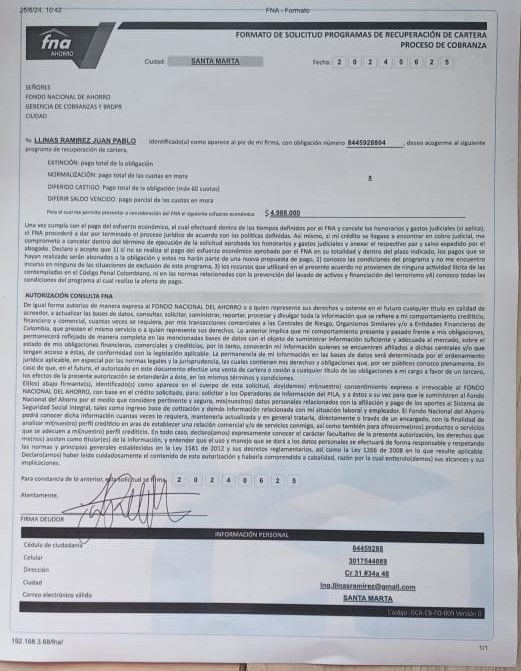 25/6/24, 10:42 FNA - Formato
fna
AHORRO
FORMATO DE SOLICITUD PROGRAMAS DE RECUPERACIÓN DE CARTERA
PROCESO DE COBRANZA
Ciudad: SANTA MARTA Fecha: 2 0 2 4 0 6 2 5
SEÑORES
FONDO NACIONAL DE AHORRO
GERENCIA DE COBRANZAS Y BRDPR
CIUDAD
Yo LLINAS RAMIREZ JUAN PABLO identificado(a) como aparece al pie de mi firma, con obligación número 8445928804, deseo acogerme al siguiente
programa de recuperación de cartera.
EXTINCIÓN: pago total de la obligación
NORMALIZACIÓN: pago total de las cuotas en mora X
DIFERIDO CASTIGO: Pago total de la obligación (máx 60 cuotas)
DIFERIR SALDO VENCIDO: pago parcial de las cuotas en mora
Para el cual me permito presentar a consideración del FNA el siguiente esfuerzo económico $ 4.988.000
Una vez cumpla con el pago del esfuerzo económico, el cual efectuaré dentro de los tiempos definidos por el FNA y cancele los honorarios y gastos judiciales (si aplica),
el FNA procederá a dar por terminado el proceso jurídico de acuerdo con las políticas definidas. Así mismo, si mi crédito se llegase a encontrar en cobro judicial, me
comprometo a cancelar dentro del término de ejecución de la solicitud aprobada los honorarios y gastos judiciales y anexar el respectivo paz y salvo expedido por el
abogado. Declaro y acepto que 1) si no se realiza el pago del esfuerzo económico aprobado por el FNA en su totalidad y dentro del plazo indicado, los pagos que se
hayan realizado serán abonados a la obligación y estos no harán parte de una nueva propuesta de pago, 2) conozco las condiciones del programa y no me encuentro
incurso en ninguna de las situaciones de exclusión de este programa, 3) los recursos que utilizaré en el presente acuerdo no provienen de ninguna actividad ilícita de las
contempladas en el Código Penal Colombiano, ni en las normas relacionadas con la prevención del lavado de activos y financiación del terrorismo y4) conozco todas las
condiciones del programa al cual realizo la oferta de pago.
AUTORIZACIÓN CONSULTA FNA
De igual forma autorizo de manera expresa al FONDO NACIONAL DEL AHORRO o a quien represente sus derechos u ostente en el futuro cualquier título en calidad de
acreedor, a actualizar las bases de datos, consultar, solicitar, suministrar, reportar, procesar y divulgar toda la información que se refiere a mi comportamiento crediticio,
financiero y comercial, cuantas veces se requiera, por mis transacciones comerciales a las Centrales de Riesgo, Organismos Similares y/o a Entidades Financieras de
Colombia, que presten el mismo servicio o a quien represente sus derechos. Lo anterior implica que mi comportamiento presente y pasado frente a mis obligaciones,
permanecerá reflejado de manera completa en las mencionadas bases de datos con el objeto de suministrar información suficiente y adecuada al mercado, sobre el
estado de mis obligaciones financieras, comerciales y crediticias, por lo tanto, conocerán mi información quienes se encuentren afiliados a dichas centrales y/o que
tengan acceso a éstas, de conformidad con la legislación aplicable. La permanencia de mi información en las bases de datos será determinada por el ordenamiento
jurídico aplicable, en especial por las normas legales y la jurisprudencia, las cuales contienen mis derechos y obligaciones que, por ser públicos conozco plenamente. En
caso de que, en el futuro, el autorizado en este documento efectúe una venta de cartera o cesión a cualquier título de las obligaciones a mi cargo a favor de un tercero,
los efectos de la presente autorización se extenderán a éste, en los mismos términos y condiciones.
El(los) abajo firmante(s), identificado(s) como aparece en el cuerpo de esta solicitud, doy(damos) mi(nuestro) consentimiento expreso e irrevocable al FONDO
NACIONAL DEL AHORRO, con base en el crédito solicitado, para: solicitar a los Operadores de Información del PILA, y a éstos a su vez para que le suministren al Fondo
Nacional del Ahorro por el medio que considere pertinente y seguro, mis(nuestros) datos personales relacionados con la afiliación y pago de los aportes al Sistema de
Seguridad Social Integral, tales como ingreso base de cotización y demás información relacionada con mi situación laboral y empleador. El Fondo Nacional del Ahorro
podrá conocer dicha información cuantas veces lo requiera, mantenerla actualizada y en general tratarla, directamente o través de un encargado, con la finalidad de
analizar mi(nuestro) perfil crediticio en aras de establecer una relación comercial y/o de servicios conmigo, así como también para ofrecerme(nos) productos o servicios
que se adecuen a mi(nuestro) perfil crediticio. En todo caso, declaro(amos) expresamente conocer el carácter facultativo de la presente autorización, los derechos que
me(nos) asisten como titular(es) de la información, y entender que el uso y manejo que se dará a los datos personales se efectuará de forma responsable y respetando
las normas y principios generales establecidos en la Ley 1581 de 2012 y sus decretos reglamentarios, así como la Ley 1266 de 2008 en lo que resulte aplicable.
Declaro(amos) haber leído cuidadosamente el contenido de esta autorización y haberla comprendido a cabalidad, razón por la cual entiendo(demos) sus alcances y sus
implicaciones.
Para constancia de lo anterior, esta solicitud se firma 2 0 2 4 0 6 2 5
Atentamente,
FIRMA DEUDOR
INFORMACIÓN PERSONAL
Cédula de ciudadanía 84459288
Celular 3017544089
Dirección Cr 31 #34a 48
Ciudad ing.llinasramirez@gmail.com
Correo electrónico válido SANTA MARTA
Código: GCA-CB-FO-009 Versión 0
192.168.3.68/fna/ 1/1